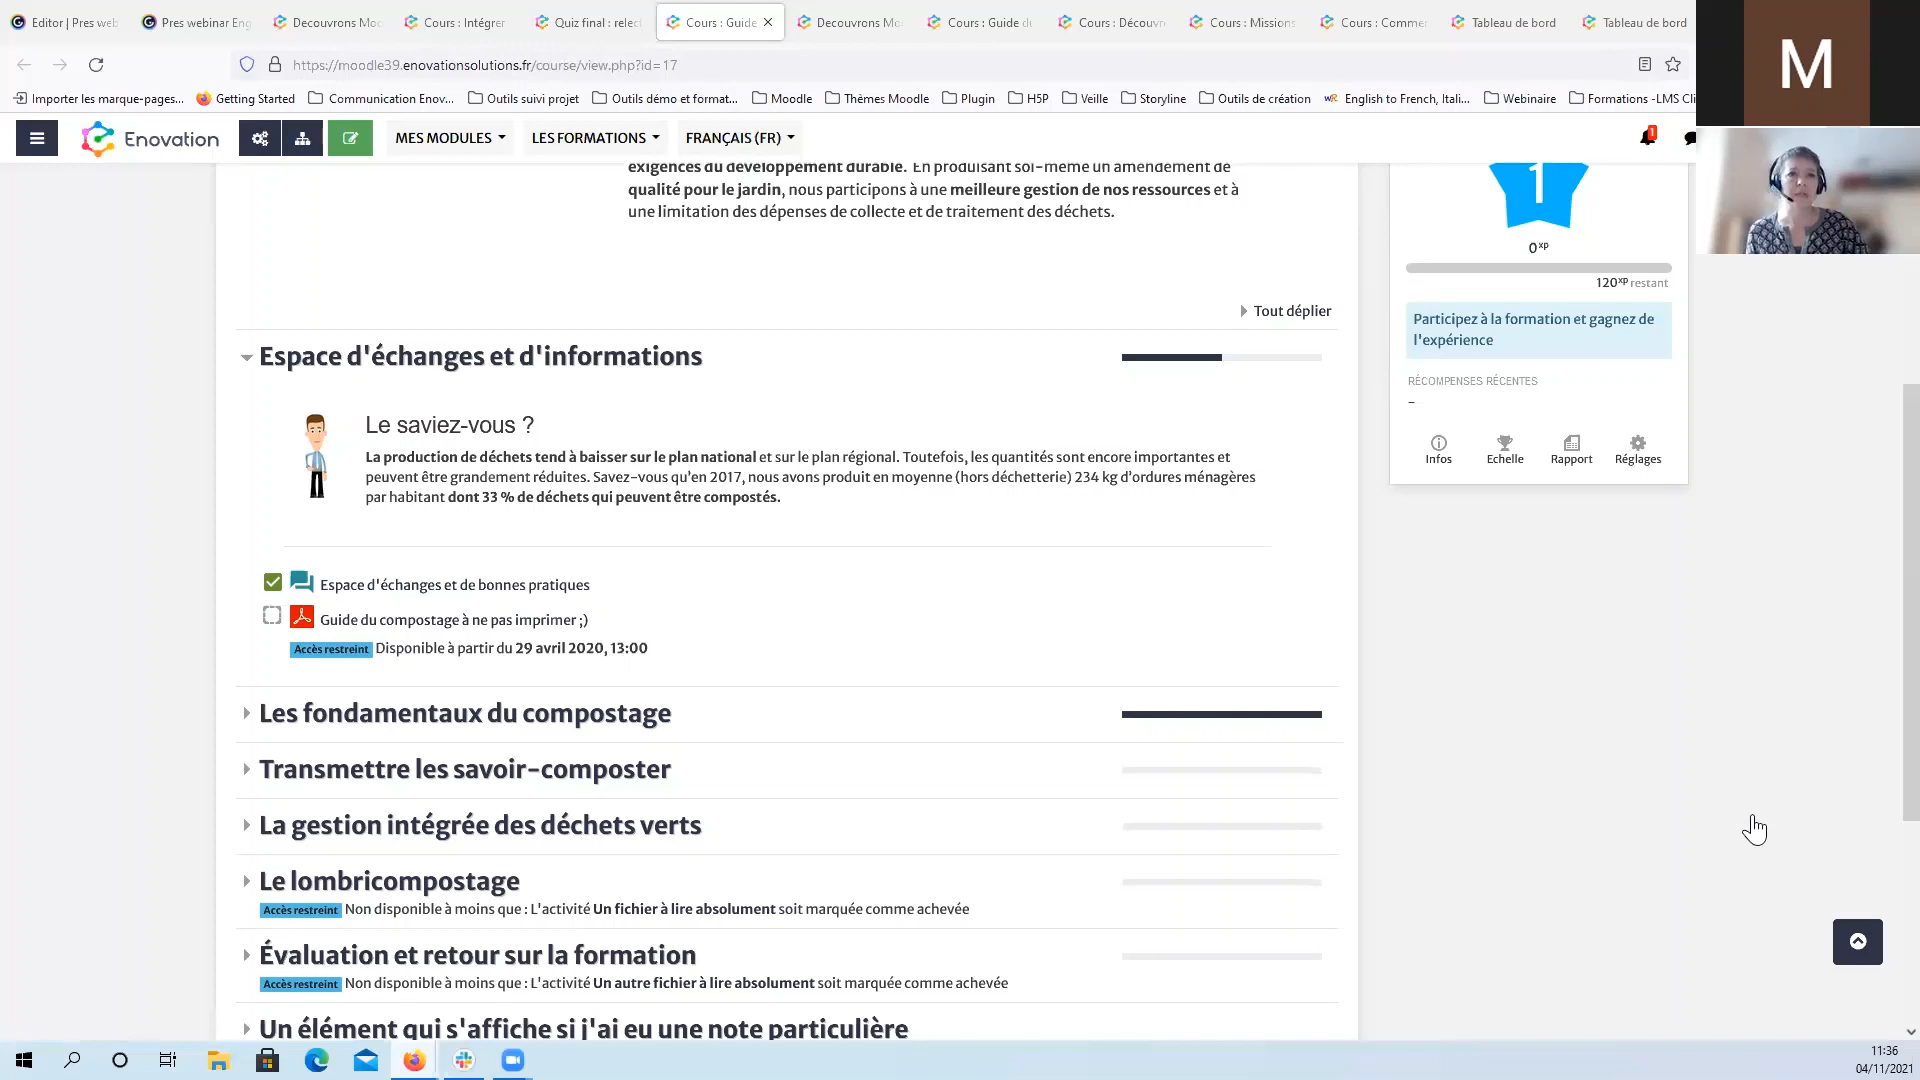 Editor | Pres web
Pres webinar Eng
Decouvrons Mo
Cours : Intégrer
Quiz final : relec
Cours : Guide
Decouvrons Mo
Cours : Guide du
Cours : Découvr
Cours : Missions
Cours : Commer
Tableau de bord
Tableau de bord
https://moodle39.enovationsolutions.fr/course/view.php?id=17
Importer les marque-pages...
Getting Started
Communication Enov...
Outils suivi projet
Outils démo et format...
Moodle
Thèmes Moodle
Plugin
H5P
Veille
Storyline
Outils de création
English to French, Itali...
Webinaire
Formations -LMS Cli
M
Enovation
MES MODULES
LES FORMATIONS
FRANÇAIS (FR)
1
exigences du développement durable. En produisant soi-même un amendement de
qualité pour le jardin, nous participons à une meilleure gestion de nos ressources et à
une limitation des dépenses de collecte et de traitement des déchets.
1
0xp
120xp restant
Participez à la formation et gagnez de
l'expérience
RÉCOMPENSES RÉCENTES
-
Infos
Echelle
Rapport
Réglages
Tout déplier
Espace d'échanges et d'informations
Le saviez-vous ?
La production de déchets tend à baisser sur le plan national et sur le plan régional. Toutefois, les quantités sont encore importantes et
peuvent être grandement réduites. Savez-vous qu'en 2017, nous avons produit en moyenne (hors déchetterie) 234 kg d'ordures ménagères
par habitant dont 33 % de déchets qui peuvent être compostés.
Espace d'échanges et de bonnes pratiques
Guide du compostage à ne pas imprimer ;)
Accès restreint Disponible à partir du 29 avril 2020, 13:00
Les fondamentaux du compostage
Transmettre les savoir-composter
La gestion intégrée des déchets verts
Le lombricompostage
Accès restreint Non disponible à moins que : L'activité Un fichier à lire absolument soit marquée comme achevée
Évaluation et retour sur la formation
Accès restreint Non disponible à moins que : L'activité Un autre fichier à lire absolument soit marquée comme achevée
Un élément qui s'affiche si j'ai eu une note particulière
11:36
04/11/2021